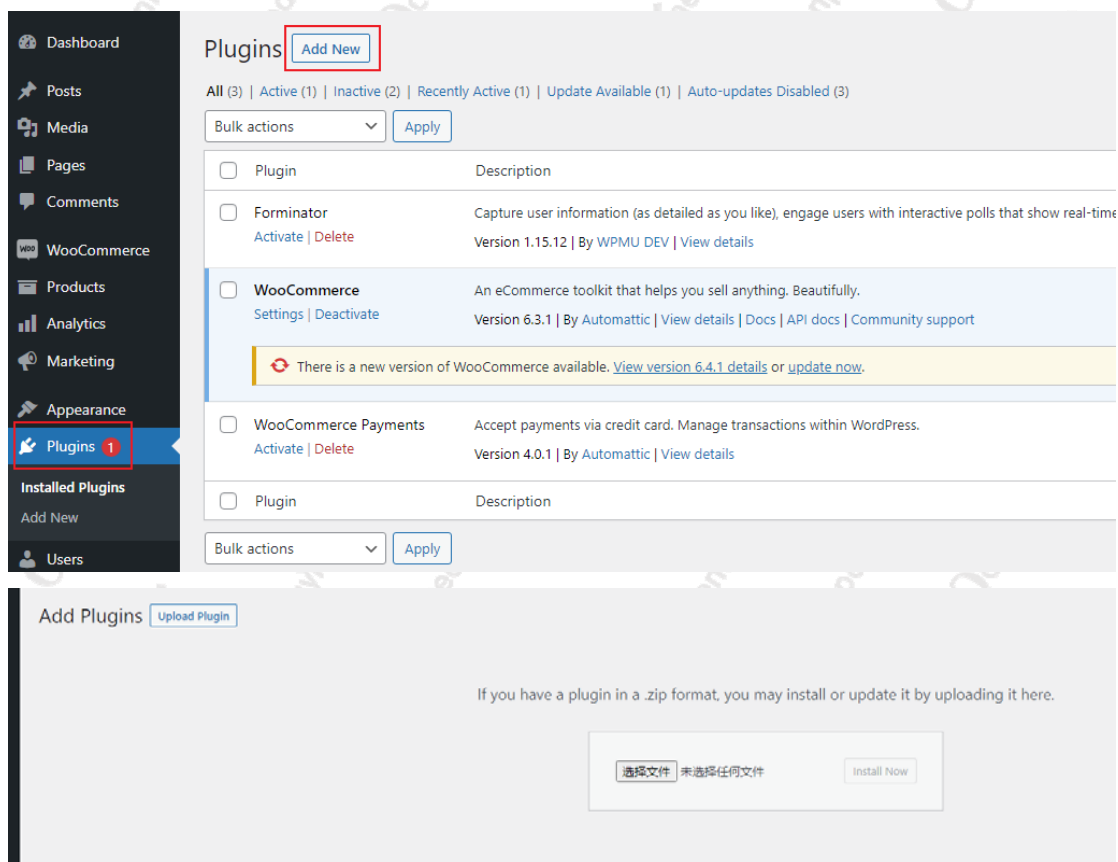 Dashboard
Posts
Media
Pages
Comments
WooCommerce
Products
Analytics
Marketing
Appearance
Plugins 1
Installed Plugins
Add New
Users
Plugins Add New
All (3) | Active (1) | Inactive (2) | Recently Active (1) | Update Available (1) | Auto-updates Disabled (3)
Bulk actions Apply
Plugin Description
Forminator Capture user information (as detailed as you like), engage users with interactive polls that show real-time
Activate | Delete Version 1.15.12 | By WPMU DEV | View details
WooCommerce An eCommerce toolkit that helps you sell anything. Beautifully.
Settings | Deactivate Version 6.3.1 | By Automattic | View details | Docs | API docs | Community support
There is a new version of WooCommerce available. View version 6.4.1 details or update now.
WooCommerce Payments Accept payments via credit card. Manage transactions within WordPress.
Activate | Delete Version 4.0.1 | By Automattic | View details
Plugin Description
Bulk actions Apply
Add Plugins Upload Plugin
If you have a plugin in a .zip format, you may install or update it by uploading it here.
选择文件 未选择任何文件 Install Now